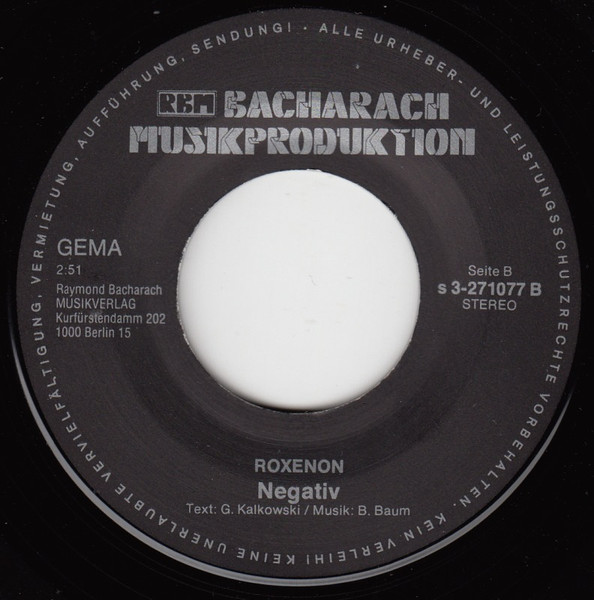 ALLE URHEBER- UND LEISTUNGSSCHUTZRECHTE VORBEHALTEN. KEIN VERLEIH! KEINE UNERLAUBTE VERVIELFÄLTIGUNG, VERMIETUNG, AUFFÜHRUNG, SENDUNG! ·
RBM BACHARACH
MUSIKPRODUKTION
GEMA
2:51
Raymond Bacharach
MUSIKVERLAG
Kurfürstendamm 202
1000 Berlin 15
Seite B
s 3-271077 B
STEREO
ROXENON
Negativ
Text: G. Kalkowski / Musik: B. Baum